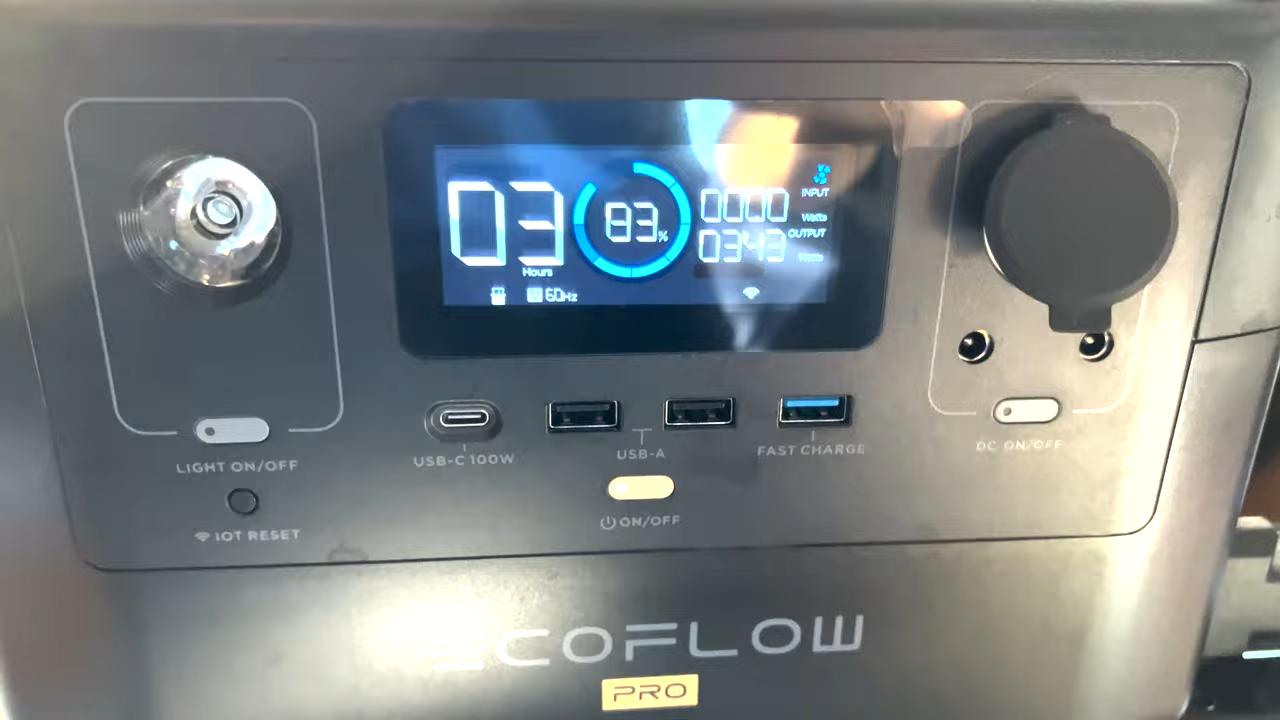 03
Hours
83%
INPUT
0000 Watts
OUTPUT
0343 Watts
60Hz
LIGHT ON/OFF
IOT RESET
USB-C 100W
USB-A
FAST CHARGE
ON/OFF
DC ON/OFF
ECOFLOW
PRO